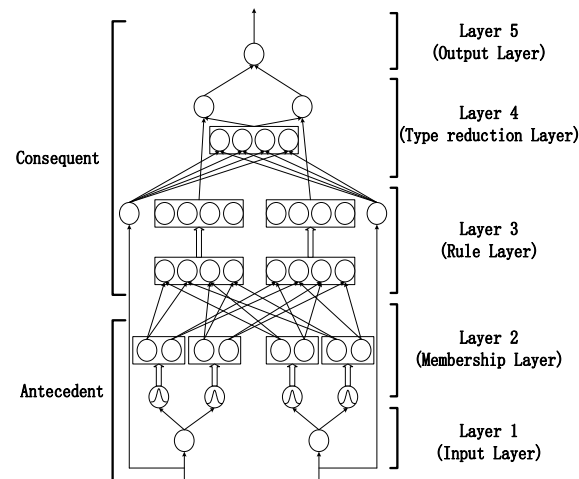 Layer 5
(Output Layer)
Layer 4
(Type reduction Layer)
Consequent
Layer 3
(Rule Layer)
Layer 2
(Membership Layer)
Antecedent
Layer 1
(Input Layer)